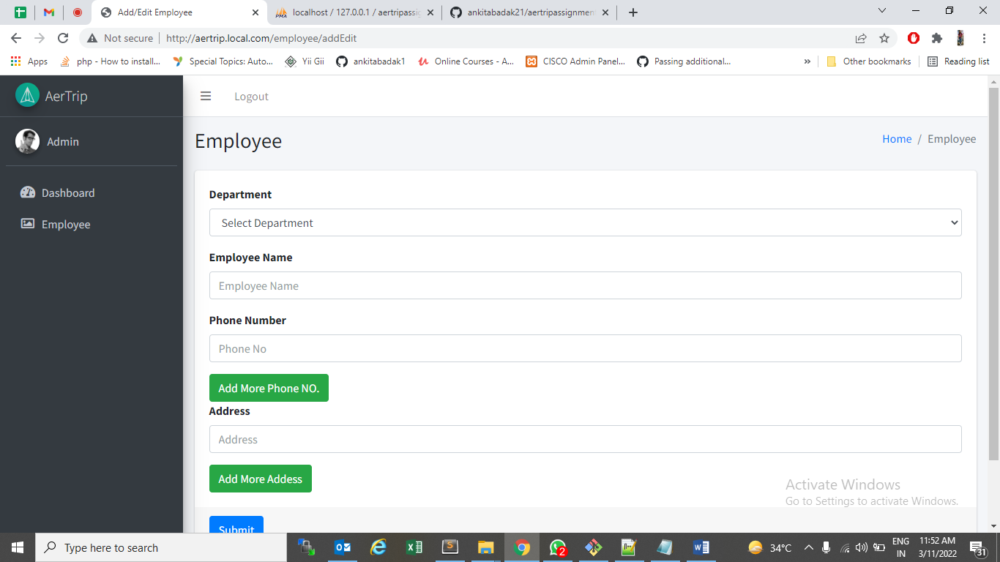 Add/Edit Employee
localhost / 127.0.0.1 / aertripassig
ankitabadak21/aertripassignmen
Not secure
http://aertrip.local.com/employee/addEdit
Apps
php - How to install...
Special Topics: Auto...
Yii Gii
ankitabadak1
Online Courses - A...
CISCO Admin Panel...
Passing additional...
»
Other bookmarks
Reading list
AerTrip
Logout
Admin
Employee
Home / Employee
Dashboard
Employee
Department
Select Department
Employee Name
Employee Name
Phone Number
Phone No
Add More Phone NO.
Address
Address
Add More Addess
Activate Windows
Go to Settings to activate Windows.
Submit
Type here to search
2
34°C
ENG
IN
11:52 AM
3/11/2022
31